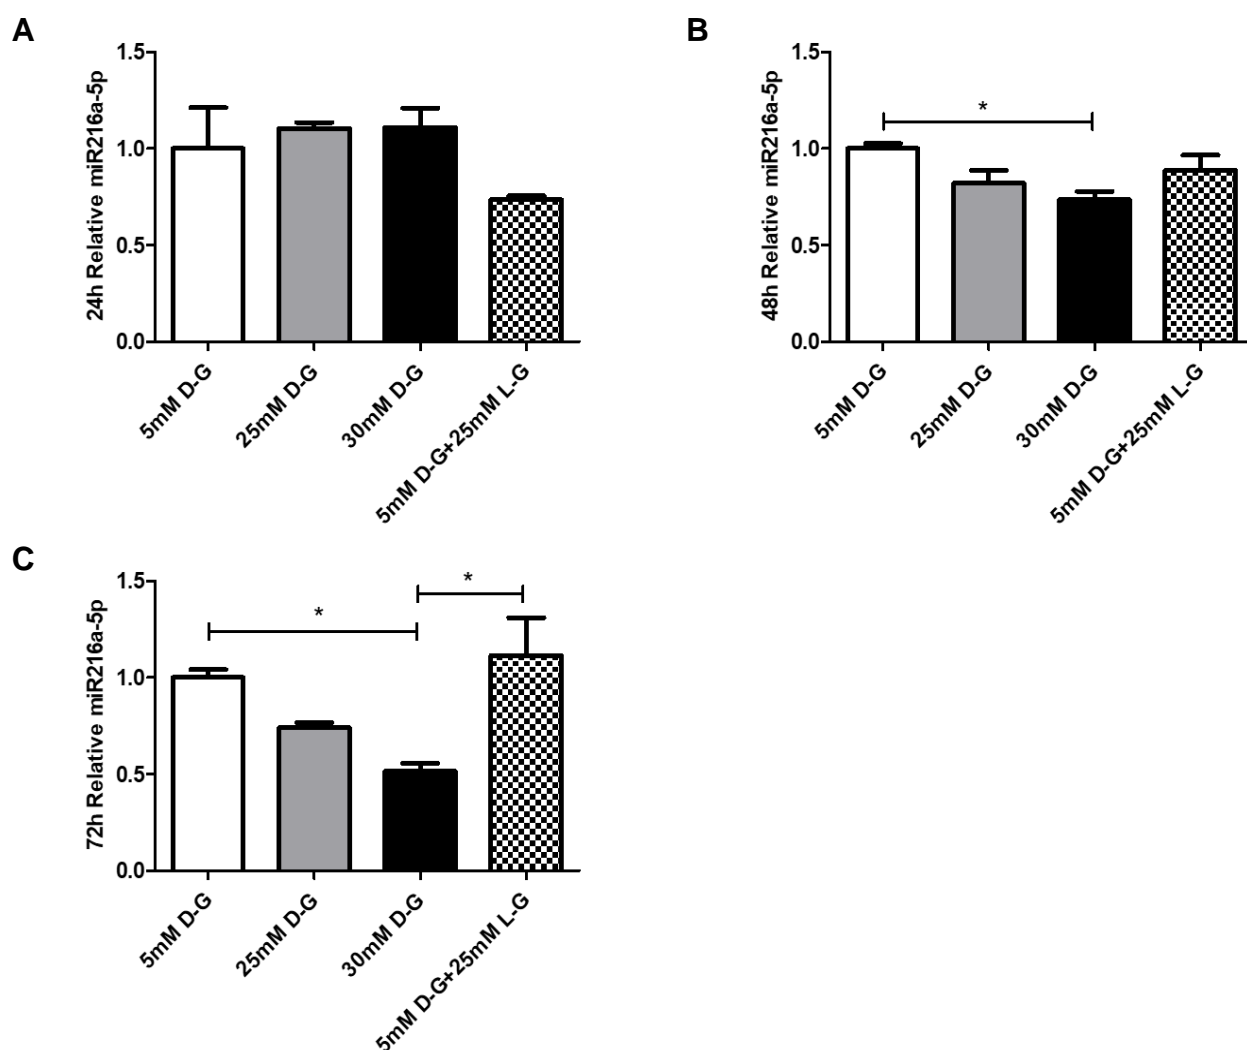 A
24h Relative miR216a-5p
1.5
1.0
0.5
0.0
5mM D-G
25mM D-G
30mM D-G
5mM D-G+25mM L-G
B
48h Relative miR216a-5p
1.5
1.0
0.5
0.0
*
5mM D-G
25mM D-G
30mM D-G
5mM D-G+25mM L-G
C
72h Relative miR216a-5p
1.5
1.0
0.5
0.0
*
*
5mM D-G
25mM D-G
30mM D-G
5mM D-G+25mM L-G